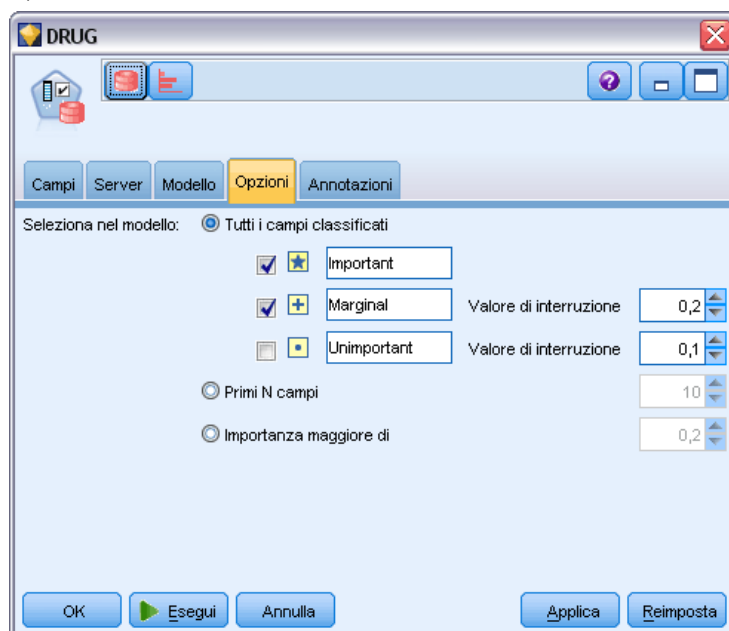 DRUG
Campi Server Modello Opzioni Annotazioni
Seleziona nel modello: Tutti i campi classificati
Important
Marginal Valore di interruzione 0,2
Unimportant Valore di interruzione 0,1
Primi N campi 10
Importanza maggiore di 0,2
OK Esegui Annulla Applica Reimposta